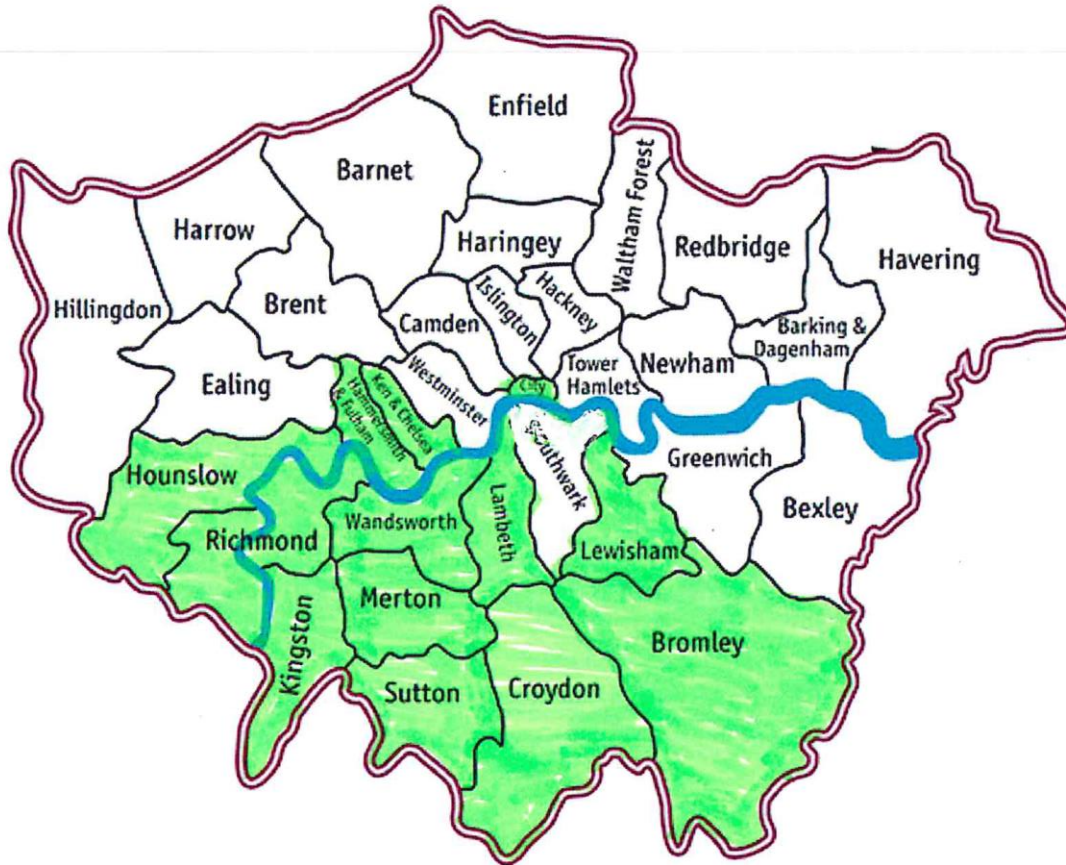 Enfield
Barnet
Waltham Forest
Harrow
Haringey
Redbridge
Havering
Hillingdon
Brent
Camden
Islington
Hackney
Barking &
Dagenham
Ealing
Newham
Tower
Hamlets
City
Westminster
Ken & Chelsea
Hammersmith
& Fulham
Southwark
Greenwich
Hounslow
Bexley
Richmond
Wandsworth
Lambeth
Lewisham
Merton
Kingston
Bromley
Sutton
Croydon